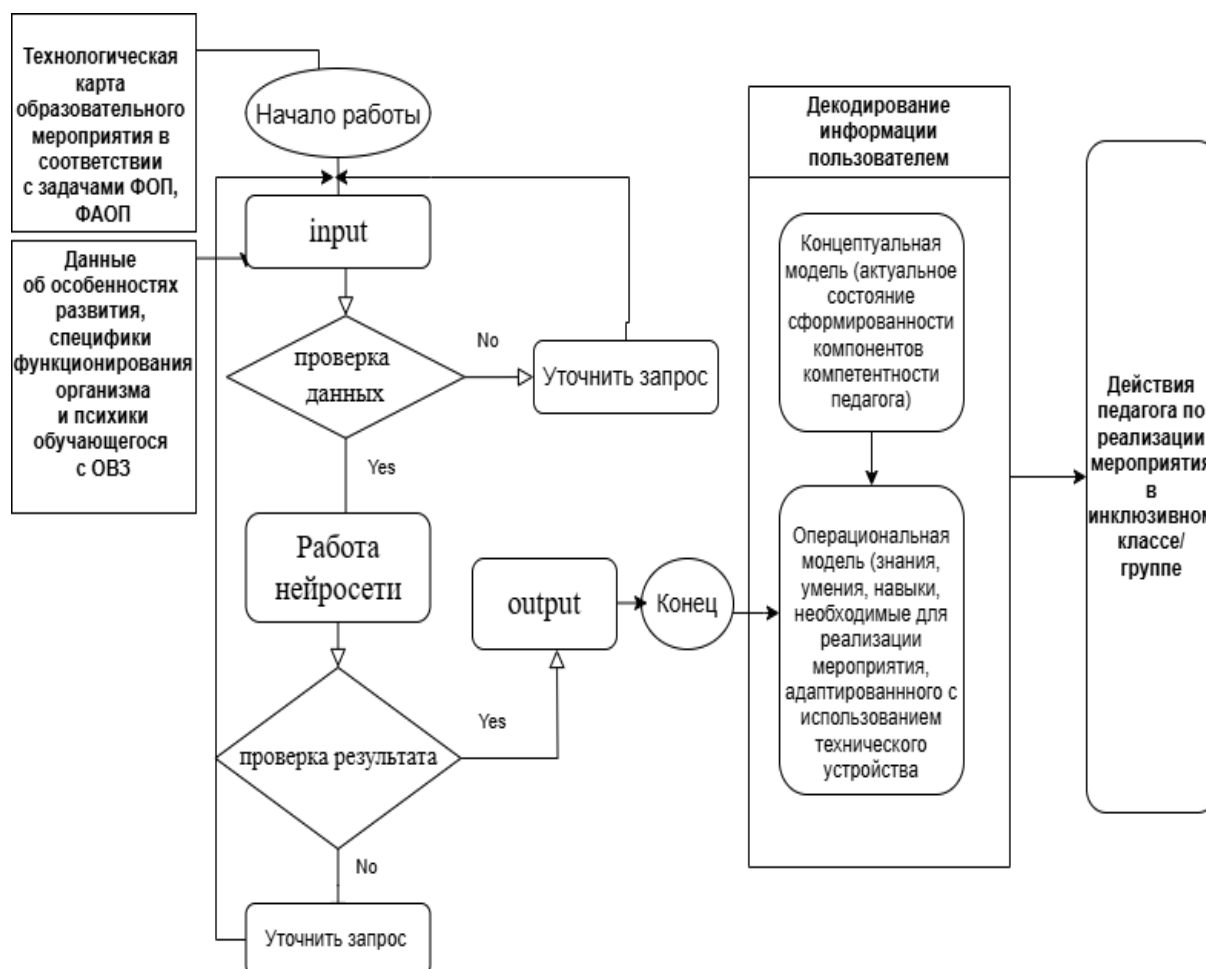 Технологическая
карта
образовательного
мероприятия в
соответствии
с задачами ФОП,
ФАОП
Данные
об особенностях
развития,
специфики
функционирования
организма
и психики
обучающегося
с ОВЗ
Начало работы
input
проверка
данных
No
Уточнить запрос
Yes
Работа
нейросети
проверка результата
Yes
No
Уточнить запрос
output
Конец
Декодирование
информации
пользователем
Концептуальная
модель (актуальное
состояние
сформированности
компонентов
компетентности
педагога)
Операциональная
модель (знания,
умения, навыки,
необходимые для
реализации
мероприятия,
адаптированнного с
использованием
технического
устройства
Действия
педагога по
реализации
мероприятия
в
инклюзивном
классе/
группе